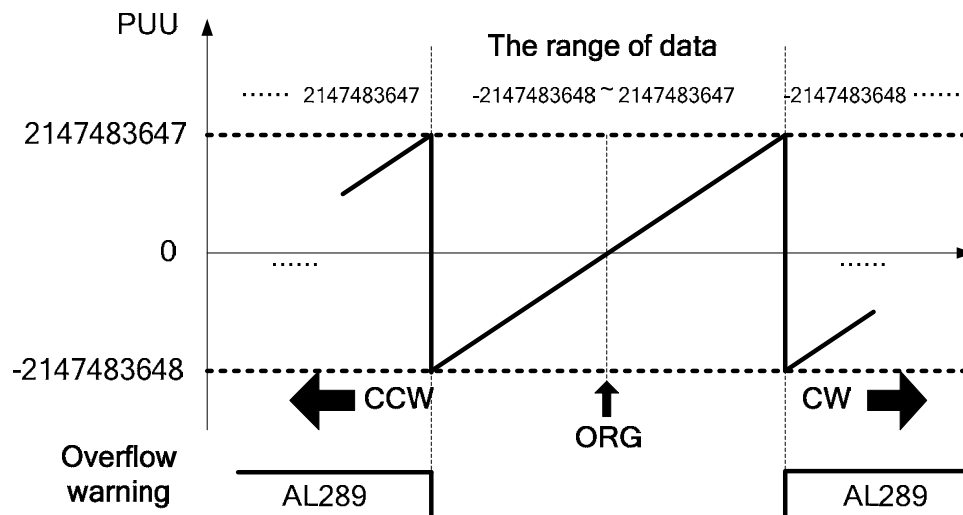 PUU
The range of data
...... 2147483647
-2147483648 ~ 2147483647
-2147483648 ......
2147483647
0
......
......
-2147483648
CCW
CW
ORG
Overflow
warning
AL289
AL289